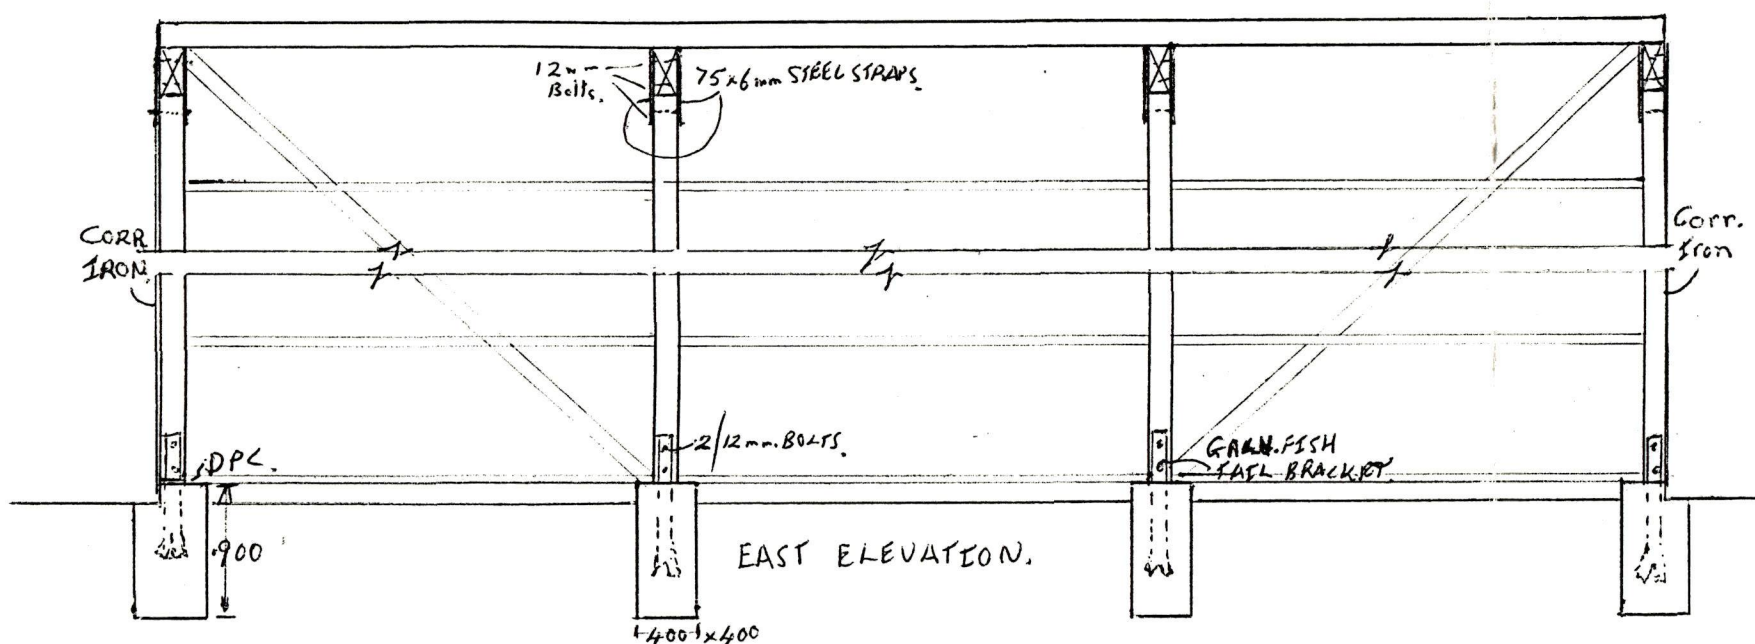 12mm
Bolts.
75x6mm STEEL STRAPS.
CORR
IRON.
Corr.
Iron
DPC.
2/12mm. BOLTS.
GALV. FISH
TAIL BRACKET.
.900
EAST ELEVATION.
400 x 400